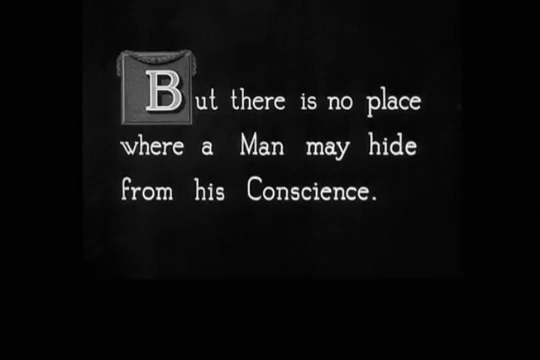 But there is no place
where a Man may hide
from his Conscience.